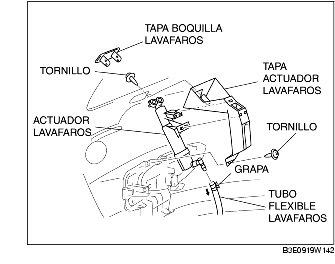 TAPA BOQUILLA
LAVAFAROS
TORNILLO
TAPA
ACTUADOR
LAVAFAROS
ACTUADOR
LAVAFAROS
TORNILLO
GRAPA
TUBO
FLEXIBLE
LAVAFAROS
B3E0919W142